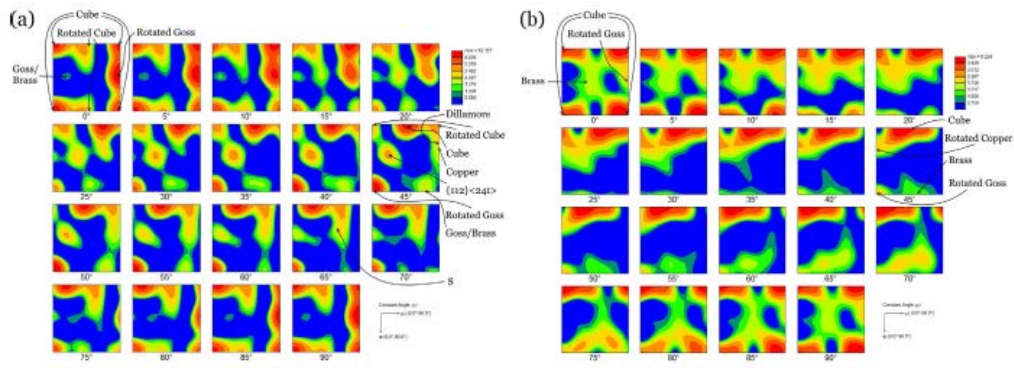 (a)
Cube
Rotated Cube
Rotated Goss
Goss/
Brass
0°
5°
10°
15°
20°
Dillamore
Rotated Cube
Cube
Copper
{112}<241>
Rotated Goss
Goss/Brass
25°
30°
35°
40°
45°
50°
55°
60°
65°
70°
S
75°
80°
85°
90°
Constant Angle:
(b)
Cube
Rotated Goss
Brass
0°
5°
10°
15°
20°
Cube
Rotated Copper
Brass
Rotated Goss
25°
30°
35°
40°
45°
50°
55°
60°
65°
70°
75°
80°
85°
90°
Constant Angle: